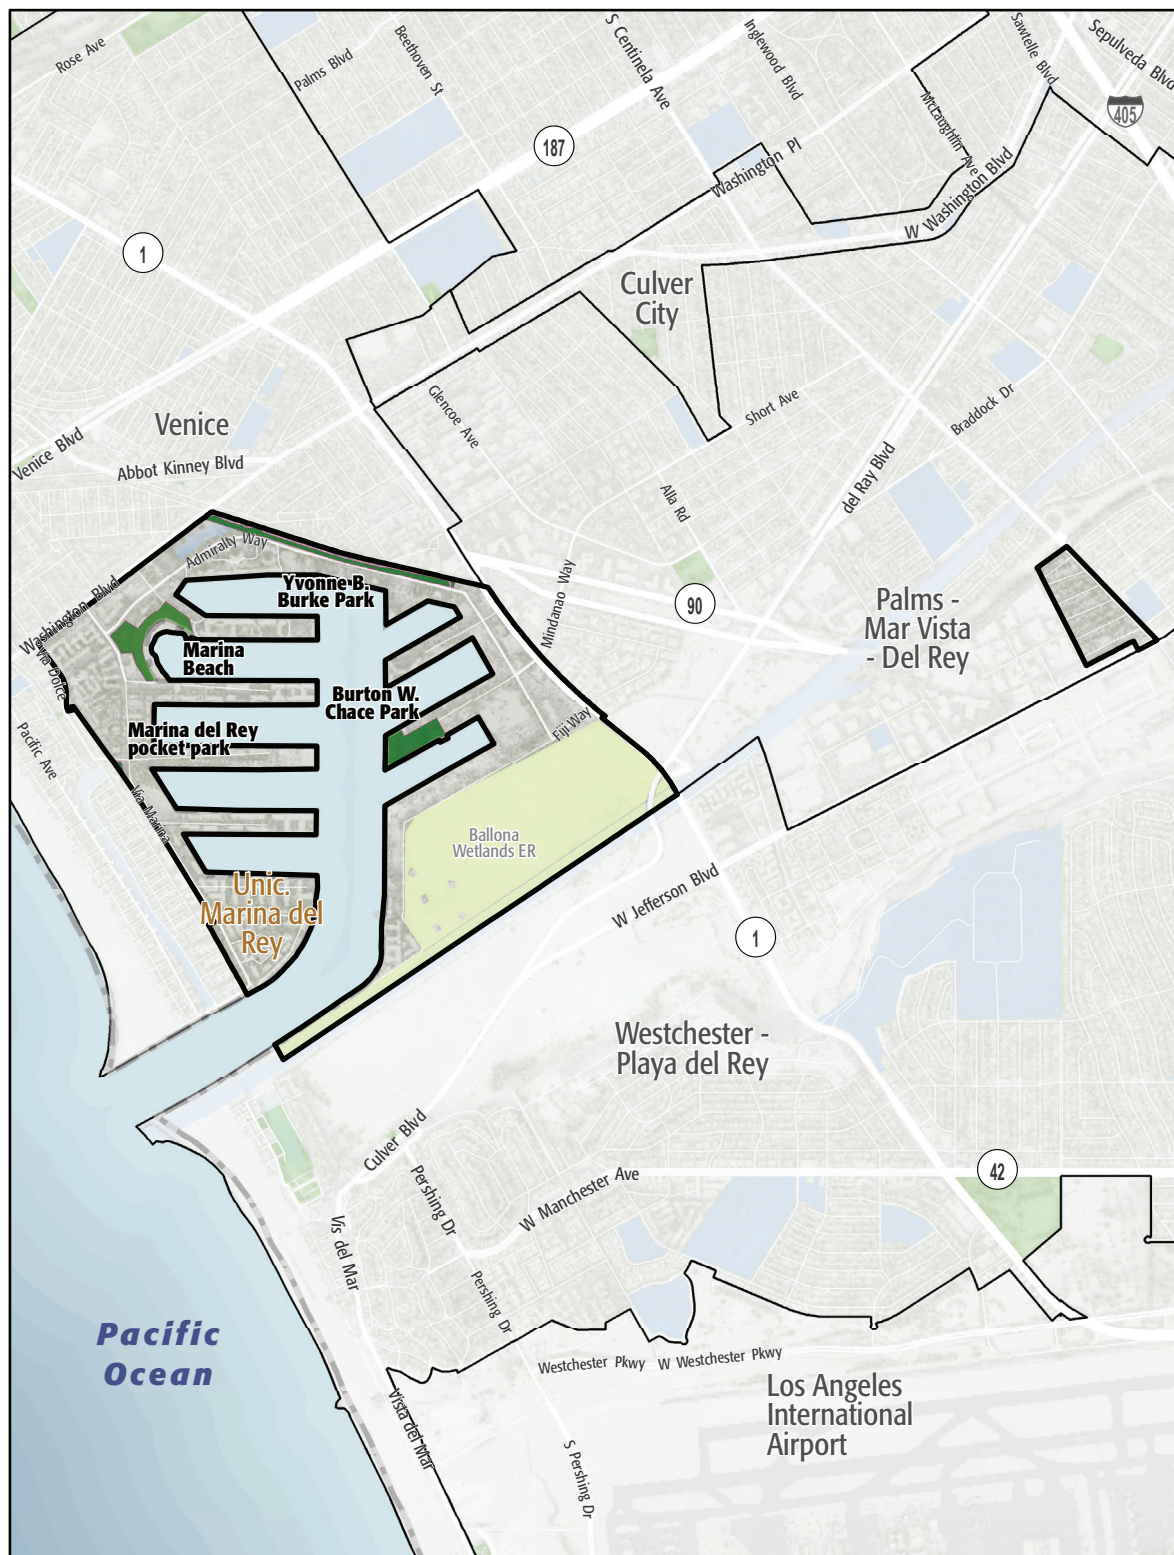 Rose Ave
Palms Blvd
Beethoven St
S Centinela Ave
Inglewood Blvd
Sawtelle Blvd
Sepulveda Blvd
405
187
McLaughlin Ave
Washington Pl
W Washington Blvd
1
Culver
City
Venice
Venice Blvd
Abbot Kinney Blvd
Glencoe Ave
Short Ave
Braddock Dr
Alla Rd
del Ray Blvd
Admiralty Way
Washington Blvd
Via Dolce
Yvonne B.
Burke Park
Mindanao Way
90
Palms -
Mar Vista
- Del Rey
Marina
Beach
Burton W.
Chace Park
Marina del Rey
pocket park
Pacific Ave
Fiji Way
Via Marina
Ballona
Wetlands ER
Unic.
Marina del
Rey
W Jefferson Blvd
1
Westchester -
Playa del Rey
Culver Blvd
Pershing Dr
W Manchester Ave
42
Vis del Mar
Pershing Dr
Pacific
Ocean
Westchester Pkwy
W Westchester Pkwy
Los Angeles
International
Airport
Vista del Mar
S Pershing Dr